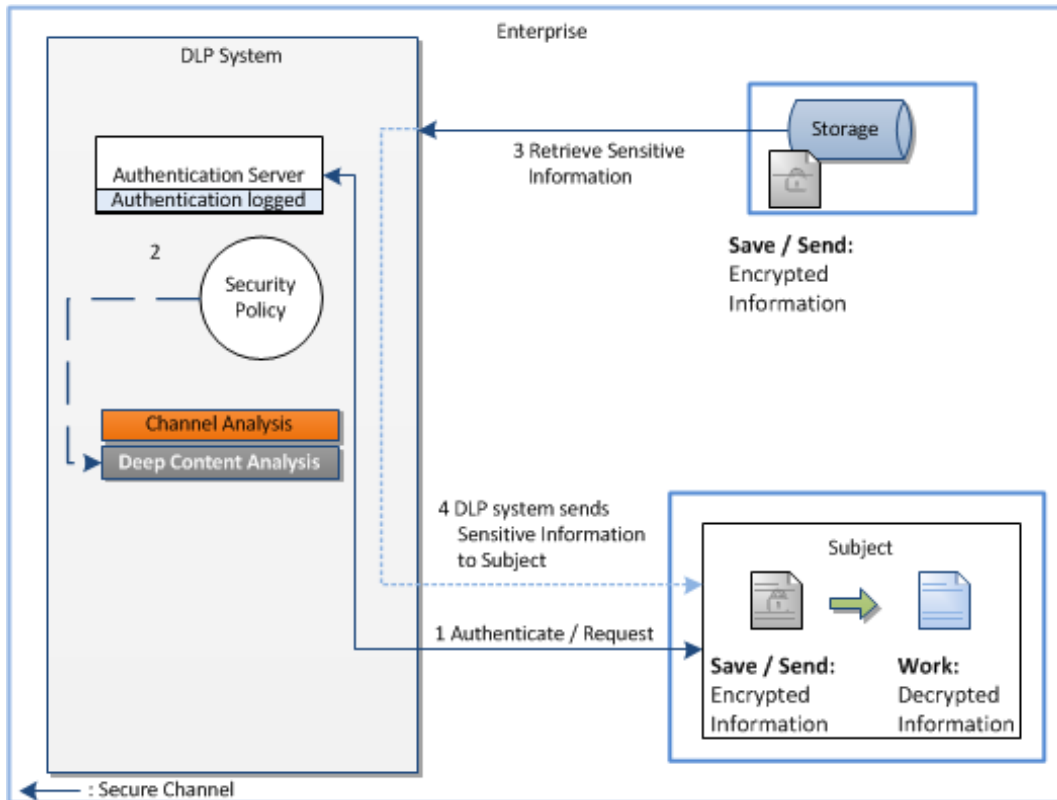 Enterprise
DLP System
Storage
3 Retrieve Sensitive
Information
Authentication Server
Authentication logged
Save / Send:
Encrypted
Information
2
Security
Policy
Channel Analysis
Deep Content Analysis
4 DLP system sends
Sensitive Information
to Subject
Subject
1 Authenticate / Request
Save / Send:
Encrypted
Information
Work:
Decrypted
Information
: Secure Channel